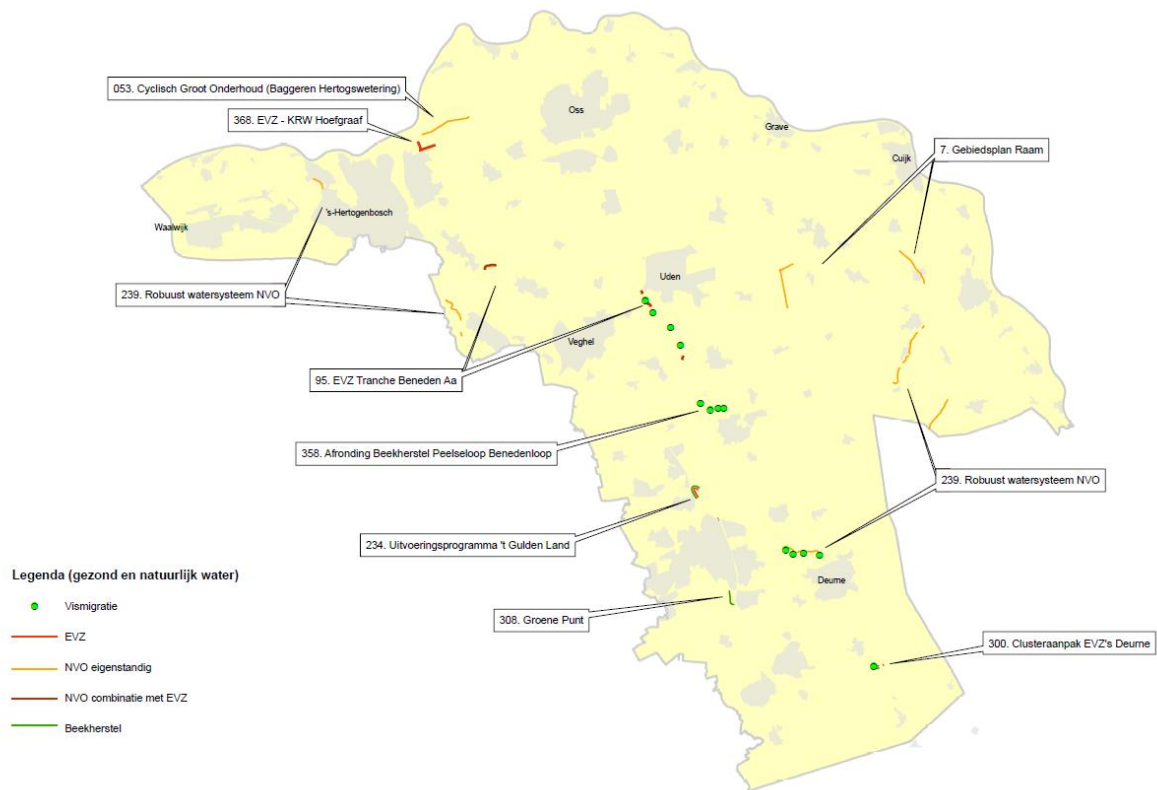 053. Cyclisch Groot Onderhoud (Baggeren Hertogswetering)
368. EVZ - KRW Hoefgraaf
Oss
Grave
Cuijk
7. Gebiedsplan Raam
's-Hertogenbosch
Waalwijk
Uden
239. Robuust watersysteem NVO
Veghel
95. EVZ Tranche Beneden Aa
358. Afronding Beekherstel Peelseloop Benedenloop
239. Robuust watersysteem NVO
234. Uitvoeringsprogramma 't Gulden Land
Deurne
308. Groene Punt
300. Clusteraanpak EVZ's Deurne
Legenda (gezond en natuurlijk water)
Vismigratie
EVZ
NVO eigenstandig
NVO combinatie met EVZ
Beekherstel